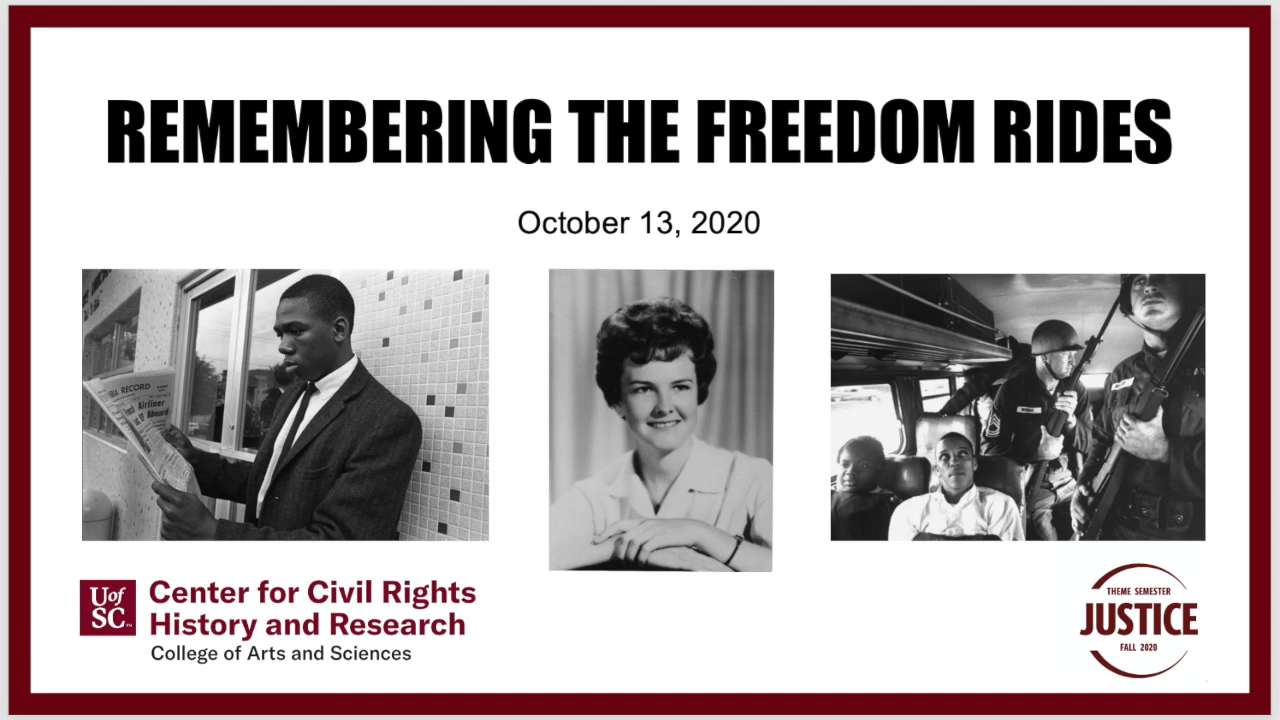 REMEMBERING THE FREEDOM RIDES
October 13, 2020
RECORD
Airliner
Aboard
UofSC
Center for Civil Rights
History and Research
College of Arts and Sciences
THEME SEMESTER
JUSTICE
FALL 2020